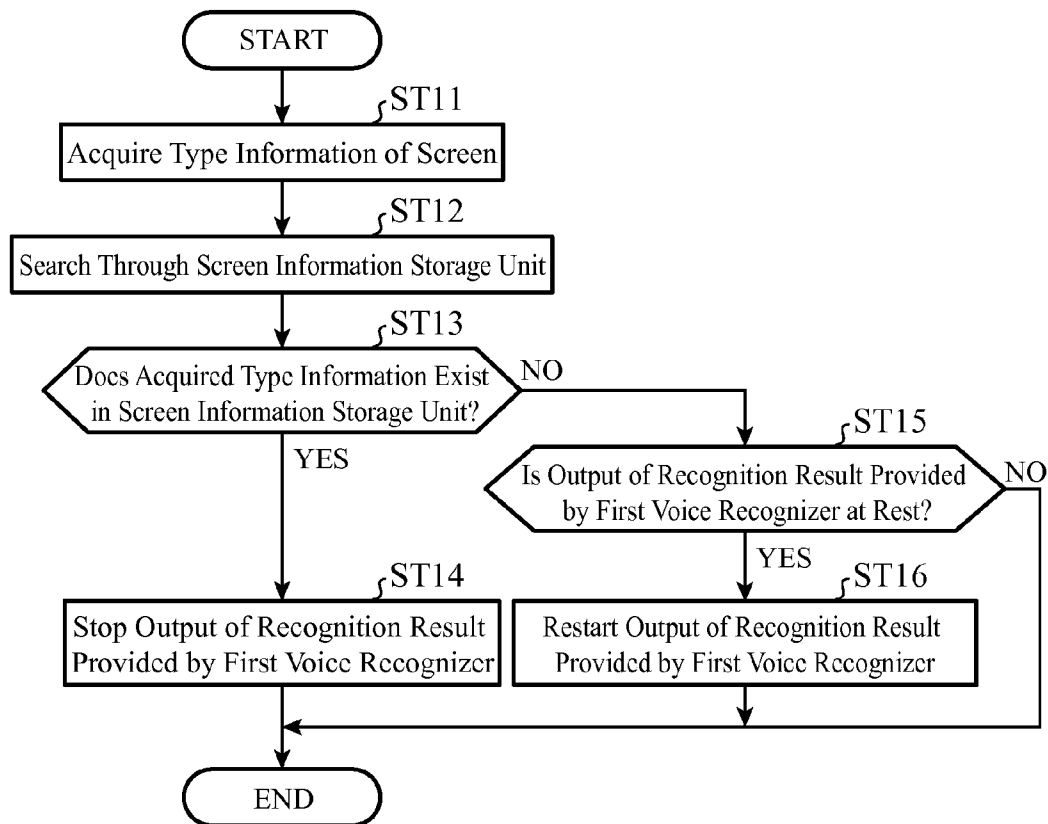 START
ST11
Acquire Type Information of Screen
ST12
Search Through Screen Information Storage Unit
ST13
Does Acquired Type Information Exist
in Screen Information Storage Unit?
NO
YES
ST15
Is Output of Recognition Result Provided
by First Voice Recognizer at Rest?
NO
YES
ST14
Stop Output of Recognition Result
Provided by First Voice Recognizer
ST16
Restart Output of Recognition Result
Provided by First Voice Recognizer
END